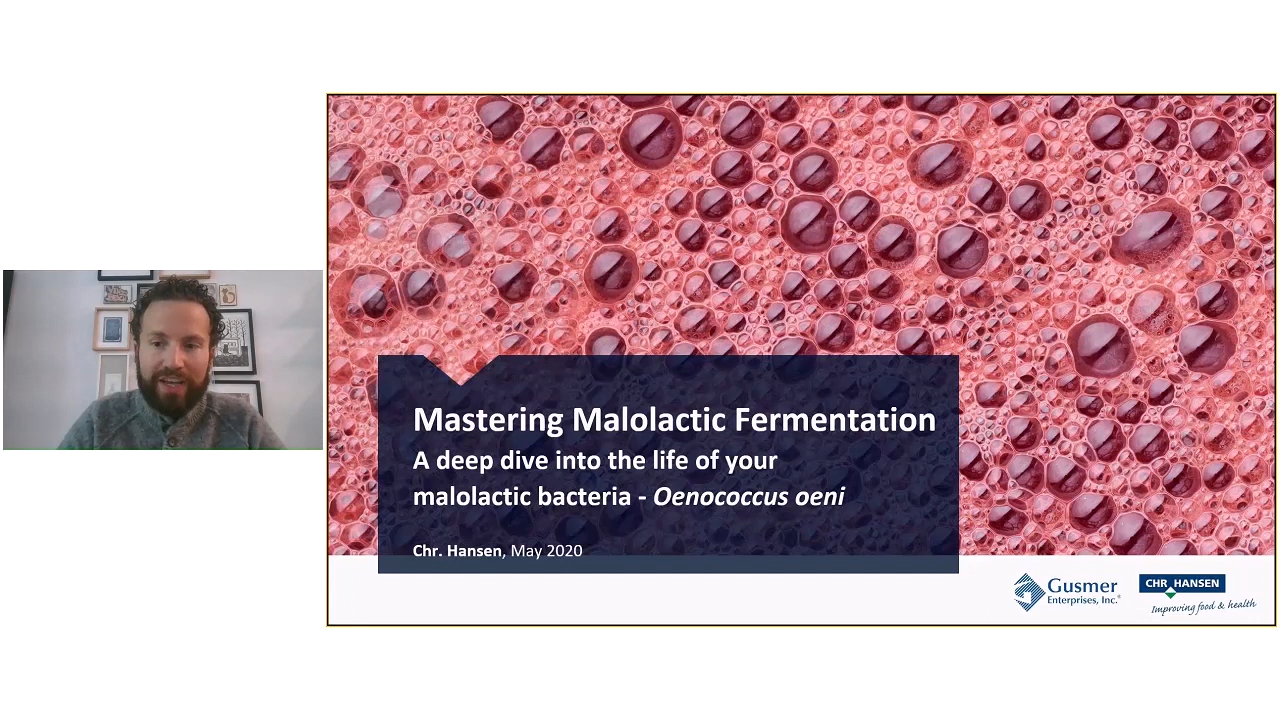 Mastering Malolactic Fermentation
A deep dive into the life of your
malolactic bacteria - Oenococcus oeni
Chr. Hansen, May 2020
Gusmer
Enterprises, Inc.®
CHR HANSEN
Improving food & health